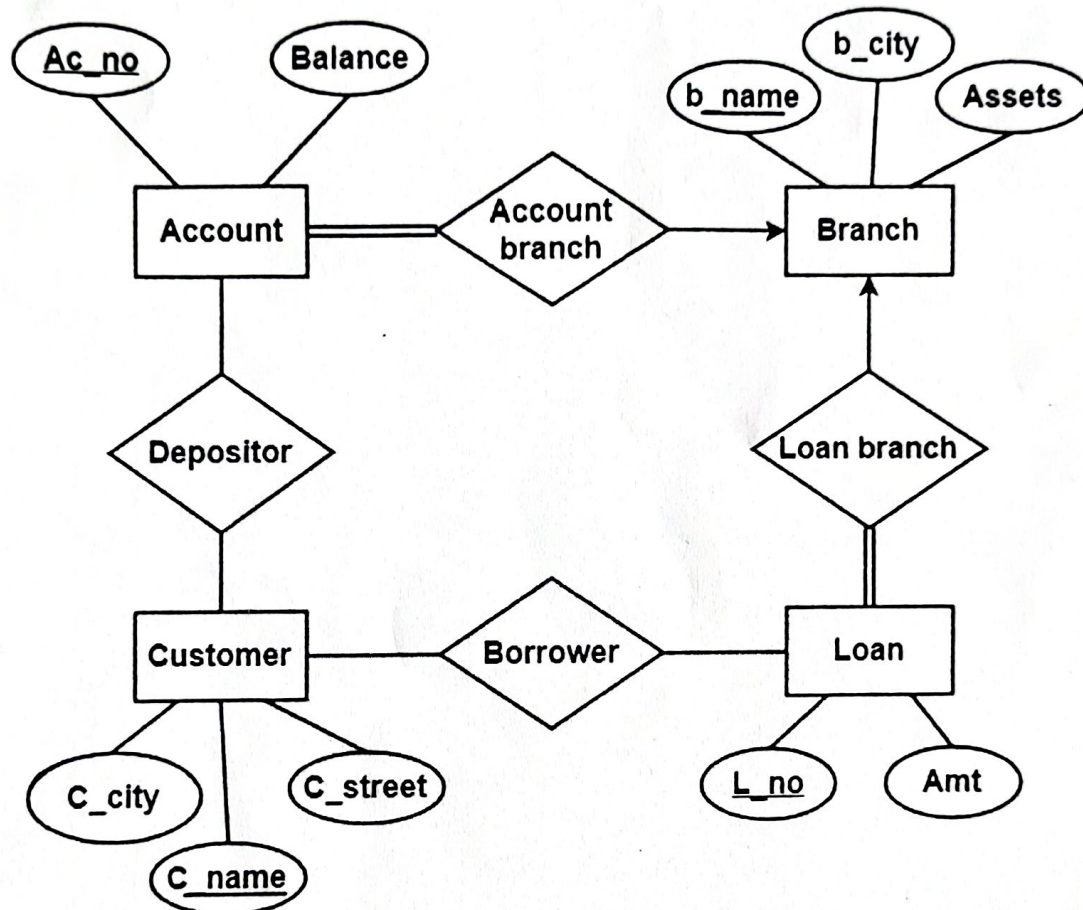 Ac_no
Balance
b_city
b_name
Assets
Account
Account
branch
Branch
Depositor
Loan branch
Customer
Borrower
Loan
C_city
C_street
L_no
Amt
C_name